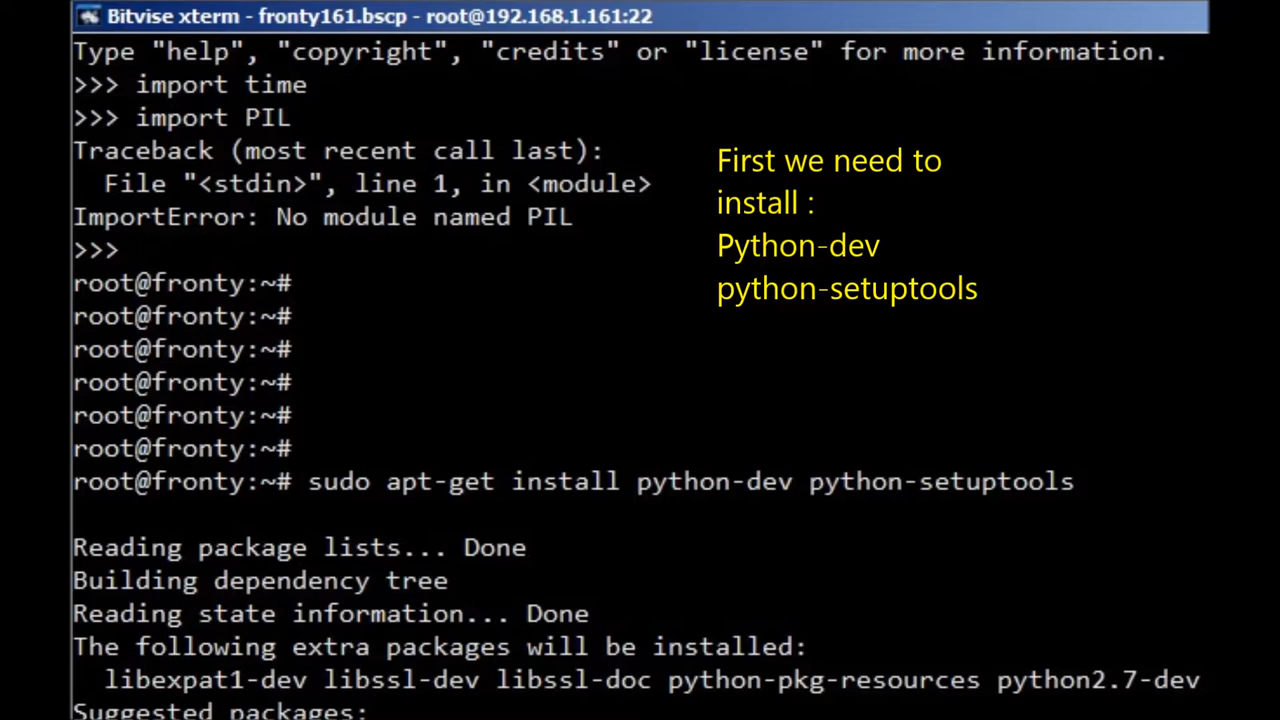 Bitvise xterm - fronty161.bscp - root@192.168.1.161:22
Type "help", "copyright", "credits" or "license" for more information.
>>> import time
>>> import PIL
Traceback (most recent call last):
File "<stdin>", line 1, in <module>
ImportError: No module named PIL
>>>
root@fronty:~#
root@fronty:~#
root@fronty:~#
root@fronty:~#
root@fronty:~#
root@fronty:~#
root@fronty:~# sudo apt-get install python-dev python-setuptools
Reading package lists... Done
Building dependency tree
Reading state information... Done
The following extra packages will be installed:
libexpat1-dev libssl-dev libssl-doc python-pkg-resources python2.7-dev
Suggested packages:
First we need to
install :
Python-dev
python-setuptools